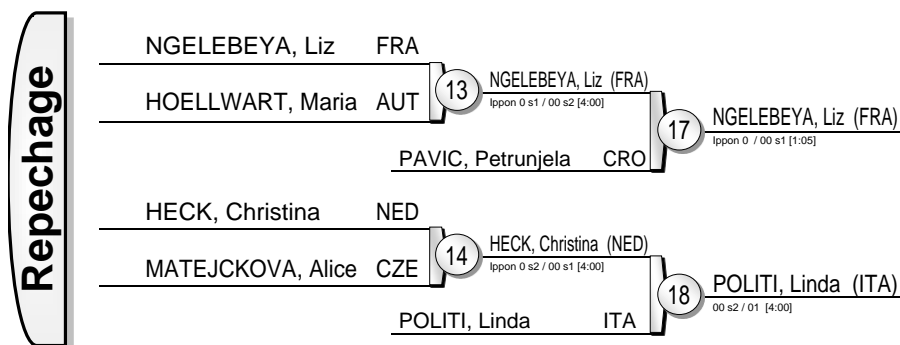 Repechage
NGELEBEYA, Liz FRA
HOELLWART, Maria AUT
13
NGELEBEYA, Liz (FRA)
Ippon 0 s1 / 00 s2 [4:00]
PAVIC, Petrunjela CRO
17
NGELEBEYA, Liz (FRA)
Ippon 0 / 00 s1 [1:05]
HECK, Christina NED
MATEJCKOVA, Alice CZE
14
HECK, Christina (NED)
Ippon 0 s2 / 00 s1 [4:00]
POLITI, Linda ITA
18
POLITI, Linda (ITA)
00 s2 / 01 [4:00]